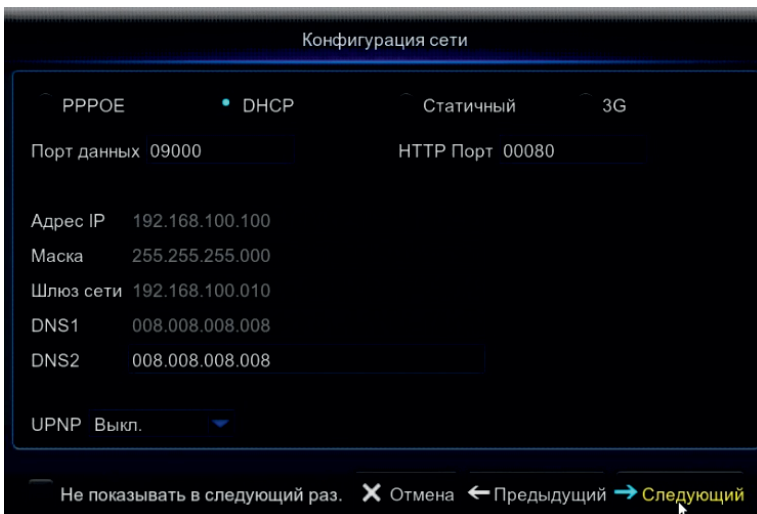 Конфигурация сети
PPPOE DHCP Статичный 3G
Порт данных 09000 HTTP Порт 00080
Адрес IP 192.168.100.100
Маска 255.255.255.000
Шлюз сети 192.168.100.010
DNS1 008.008.008.008
DNS2 008.008.008.008
UPNP Выкл.
Не показывать в следующий раз. Отмена Предыдущий Следующий